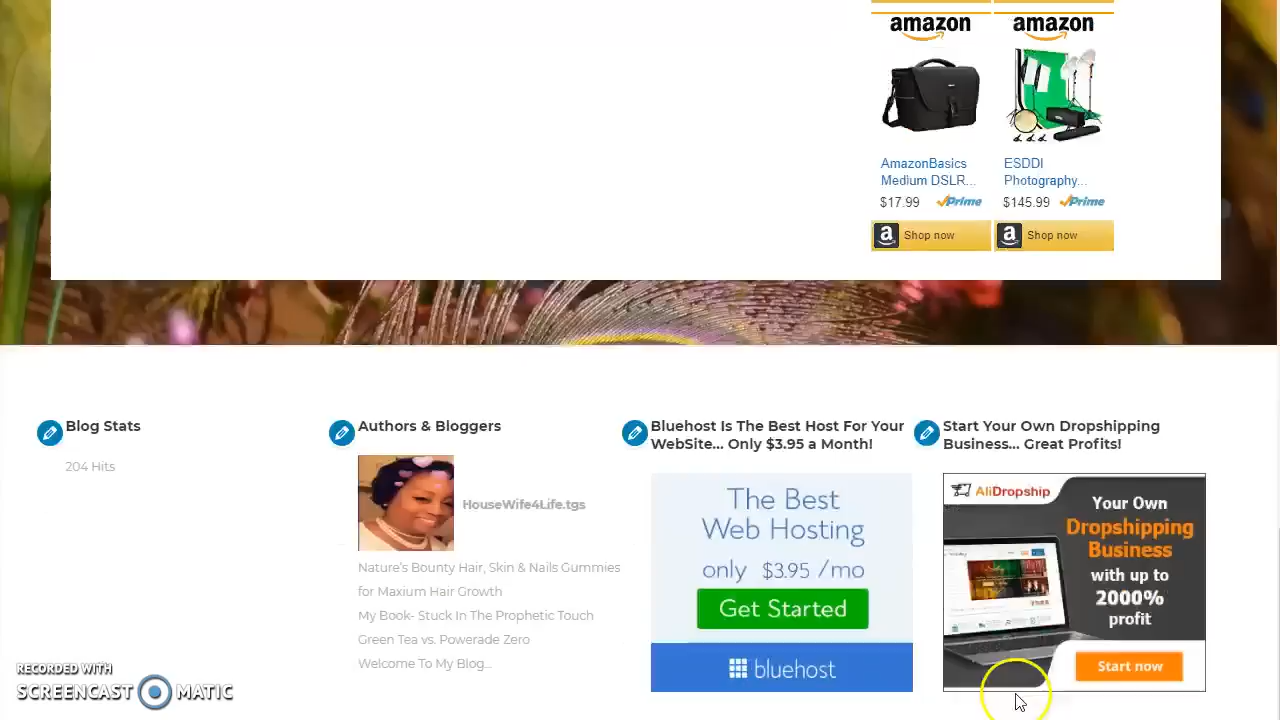 amazon
amazon
AmazonBasics
Medium DSLR...
$17.99
Prime
ESDDI
Photography...
$145.99
Prime
a Shop now
a Shop now
Blog Stats
204 Hits
Authors & Bloggers
HouseWife4Life.tgs
Nature's Bounty Hair, Skin & Nails Gummies
for Maxium Hair Growth
My Book- Stuck In The Prophetic Touch
Green Tea vs. Powerade Zero
Welcome To My Blog...
Bluehost Is The Best Host For Your
WebSite... Only $3.95 a Month!
The Best
Web Hosting
only $3.95 /mo
Get Started
bluehost
Start Your Own Dropshipping
Business... Great Profits!
AliDropship
Your Own
Dropshipping
Business
with up to
2000%
profit
Start now
RECORDED WITH
SCREENCAST MATIC